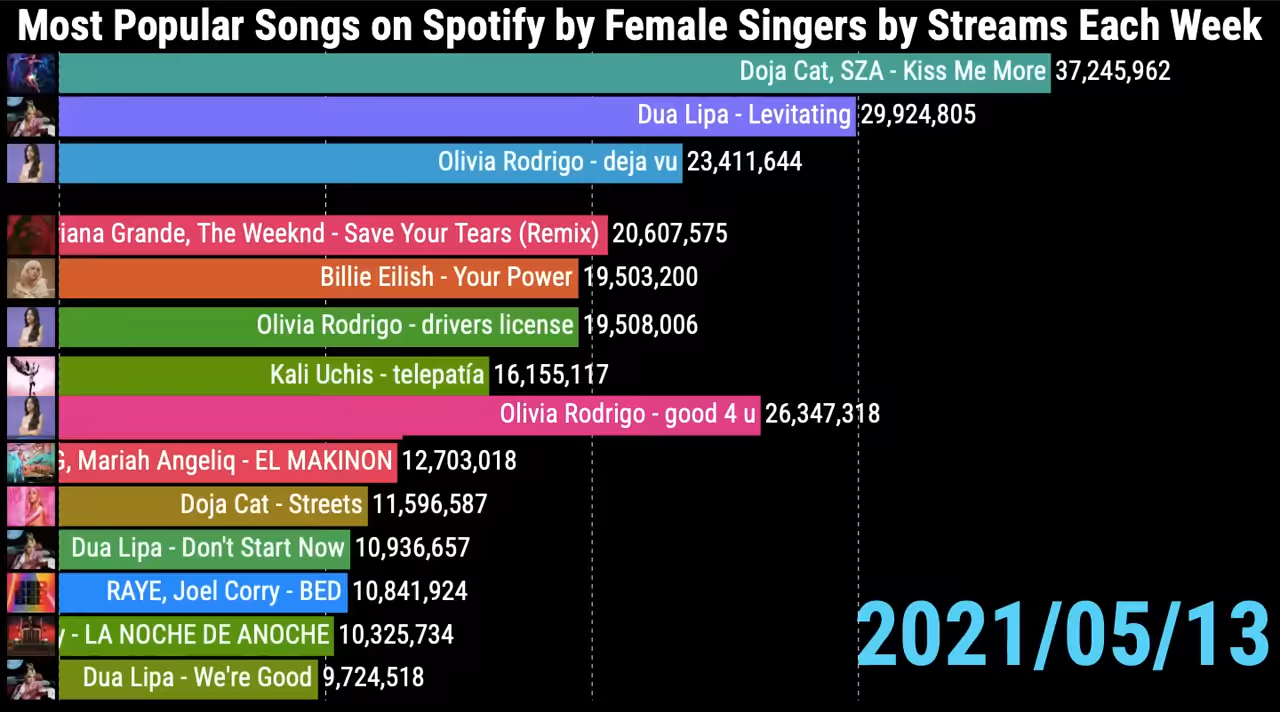 Most Popular Songs on Spotify by Female Singers by Streams Each Week
Doja Cat, SZA - Kiss Me More 37,245,962
Dua Lipa - Levitating 29,924,805
Olivia Rodrigo - deja vu 23,411,644
iana Grande, The Weeknd - Save Your Tears (Remix) 20,607,575
Billie Eilish - Your Power 19,503,200
Olivia Rodrigo - drivers license 19,508,006
Kali Uchis - telepatía 16,155,117
Olivia Rodrigo - good 4 u 26,347,318
G, Mariah Angeliq - EL MAKINON 12,703,018
Doja Cat - Streets 11,596,587
Dua Lipa - Don't Start Now 10,936,657
RAYE, Joel Corry - BED 10,841,924
y - LA NOCHE DE ANOCHE 10,325,734
Dua Lipa - We're Good 9,724,518
2021/05/13